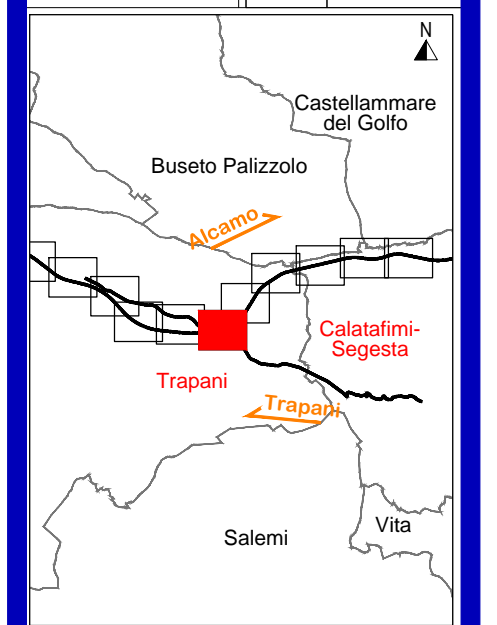 N
Castellammare
del Golfo
Buseto Palizzolo
Alcamo
Calatafimi-
Segesta
Trapani
Trapani
Salemi
Vita